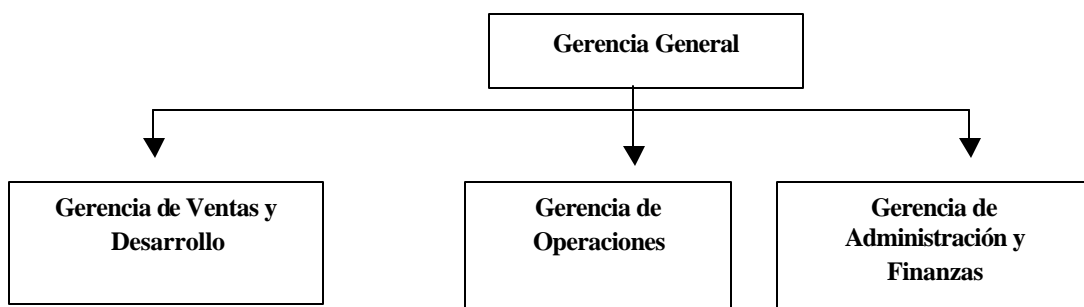 Gerencia General
Gerencia de Ventas y
Desarrollo
Gerencia de
Operaciones
Gerencia de
Administración y
Finanzas